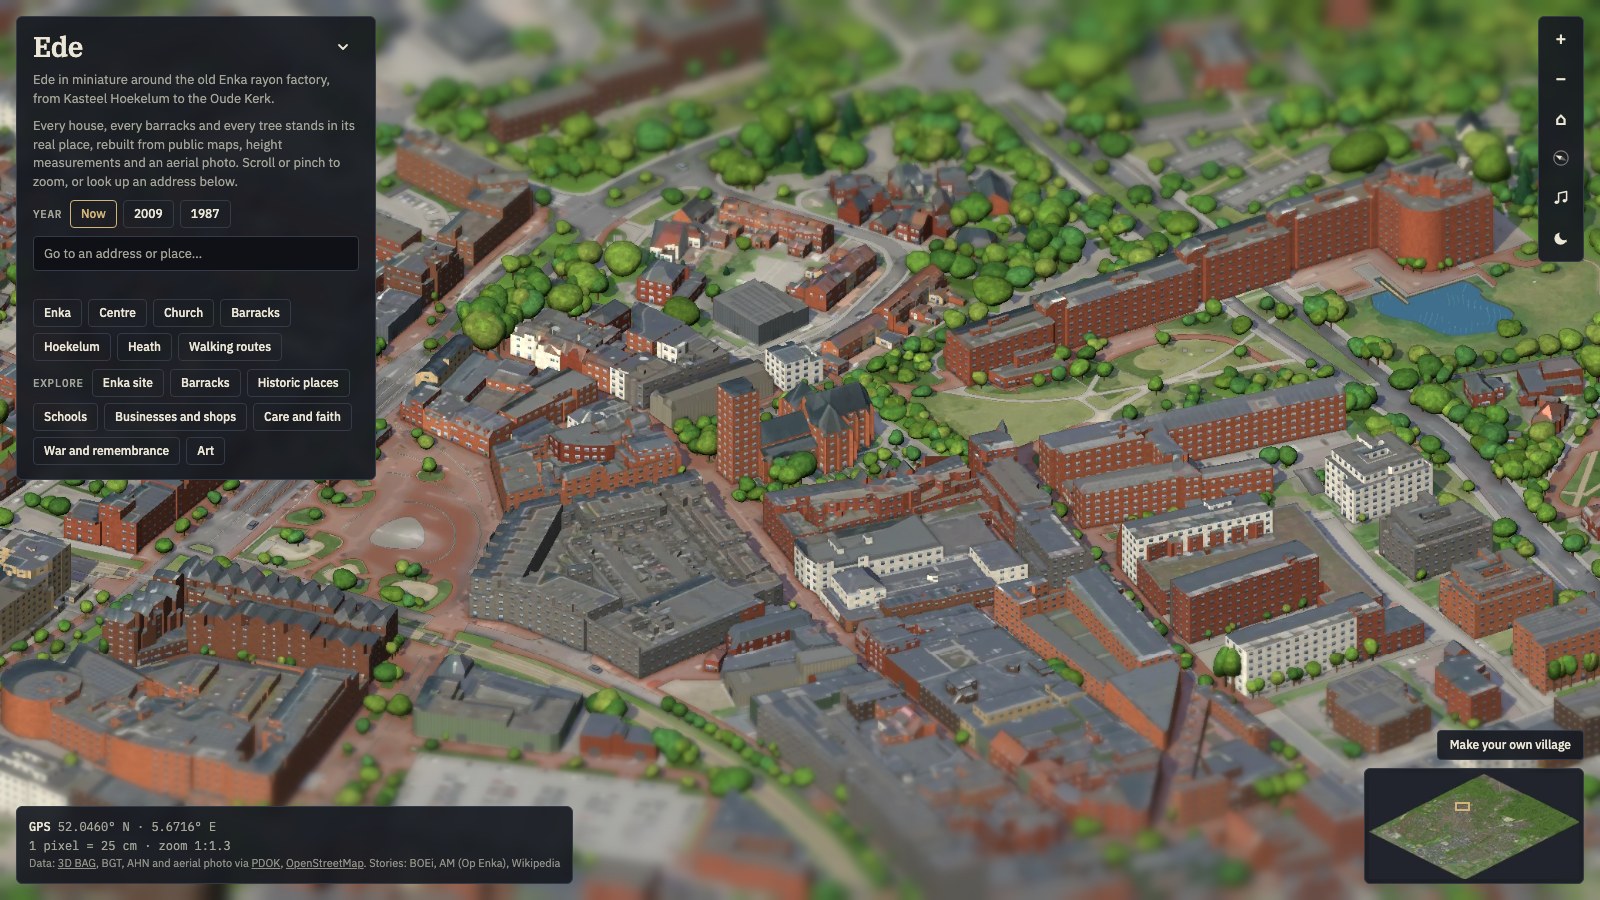 Ede
Ede in miniature around the old Enka rayon factory,
from Kasteel Hoekelum to the Oude Kerk.
Every house, every barracks and every tree stands in its
real place, rebuilt from public maps, height
measurements and an aerial photo. Scroll or pinch to
zoom, or look up an address below.
YEAR Now 2009 1987
Go to an address or place...
Enka Centre Church Barracks
Hoekelum Heath Walking routes
EXPLORE Enka site Barracks Historic places
Schools Businesses and shops Care and faith
War and remembrance Art
Make your own village
GPS 52.0460° N · 5.6716° E
1 pixel = 25 cm · zoom 1:1.3
Data: 3D BAG, BGT, AHN and aerial photo via PDOK, OpenStreetMap. Stories: BOEi, AM (Op Enka), Wikipedia